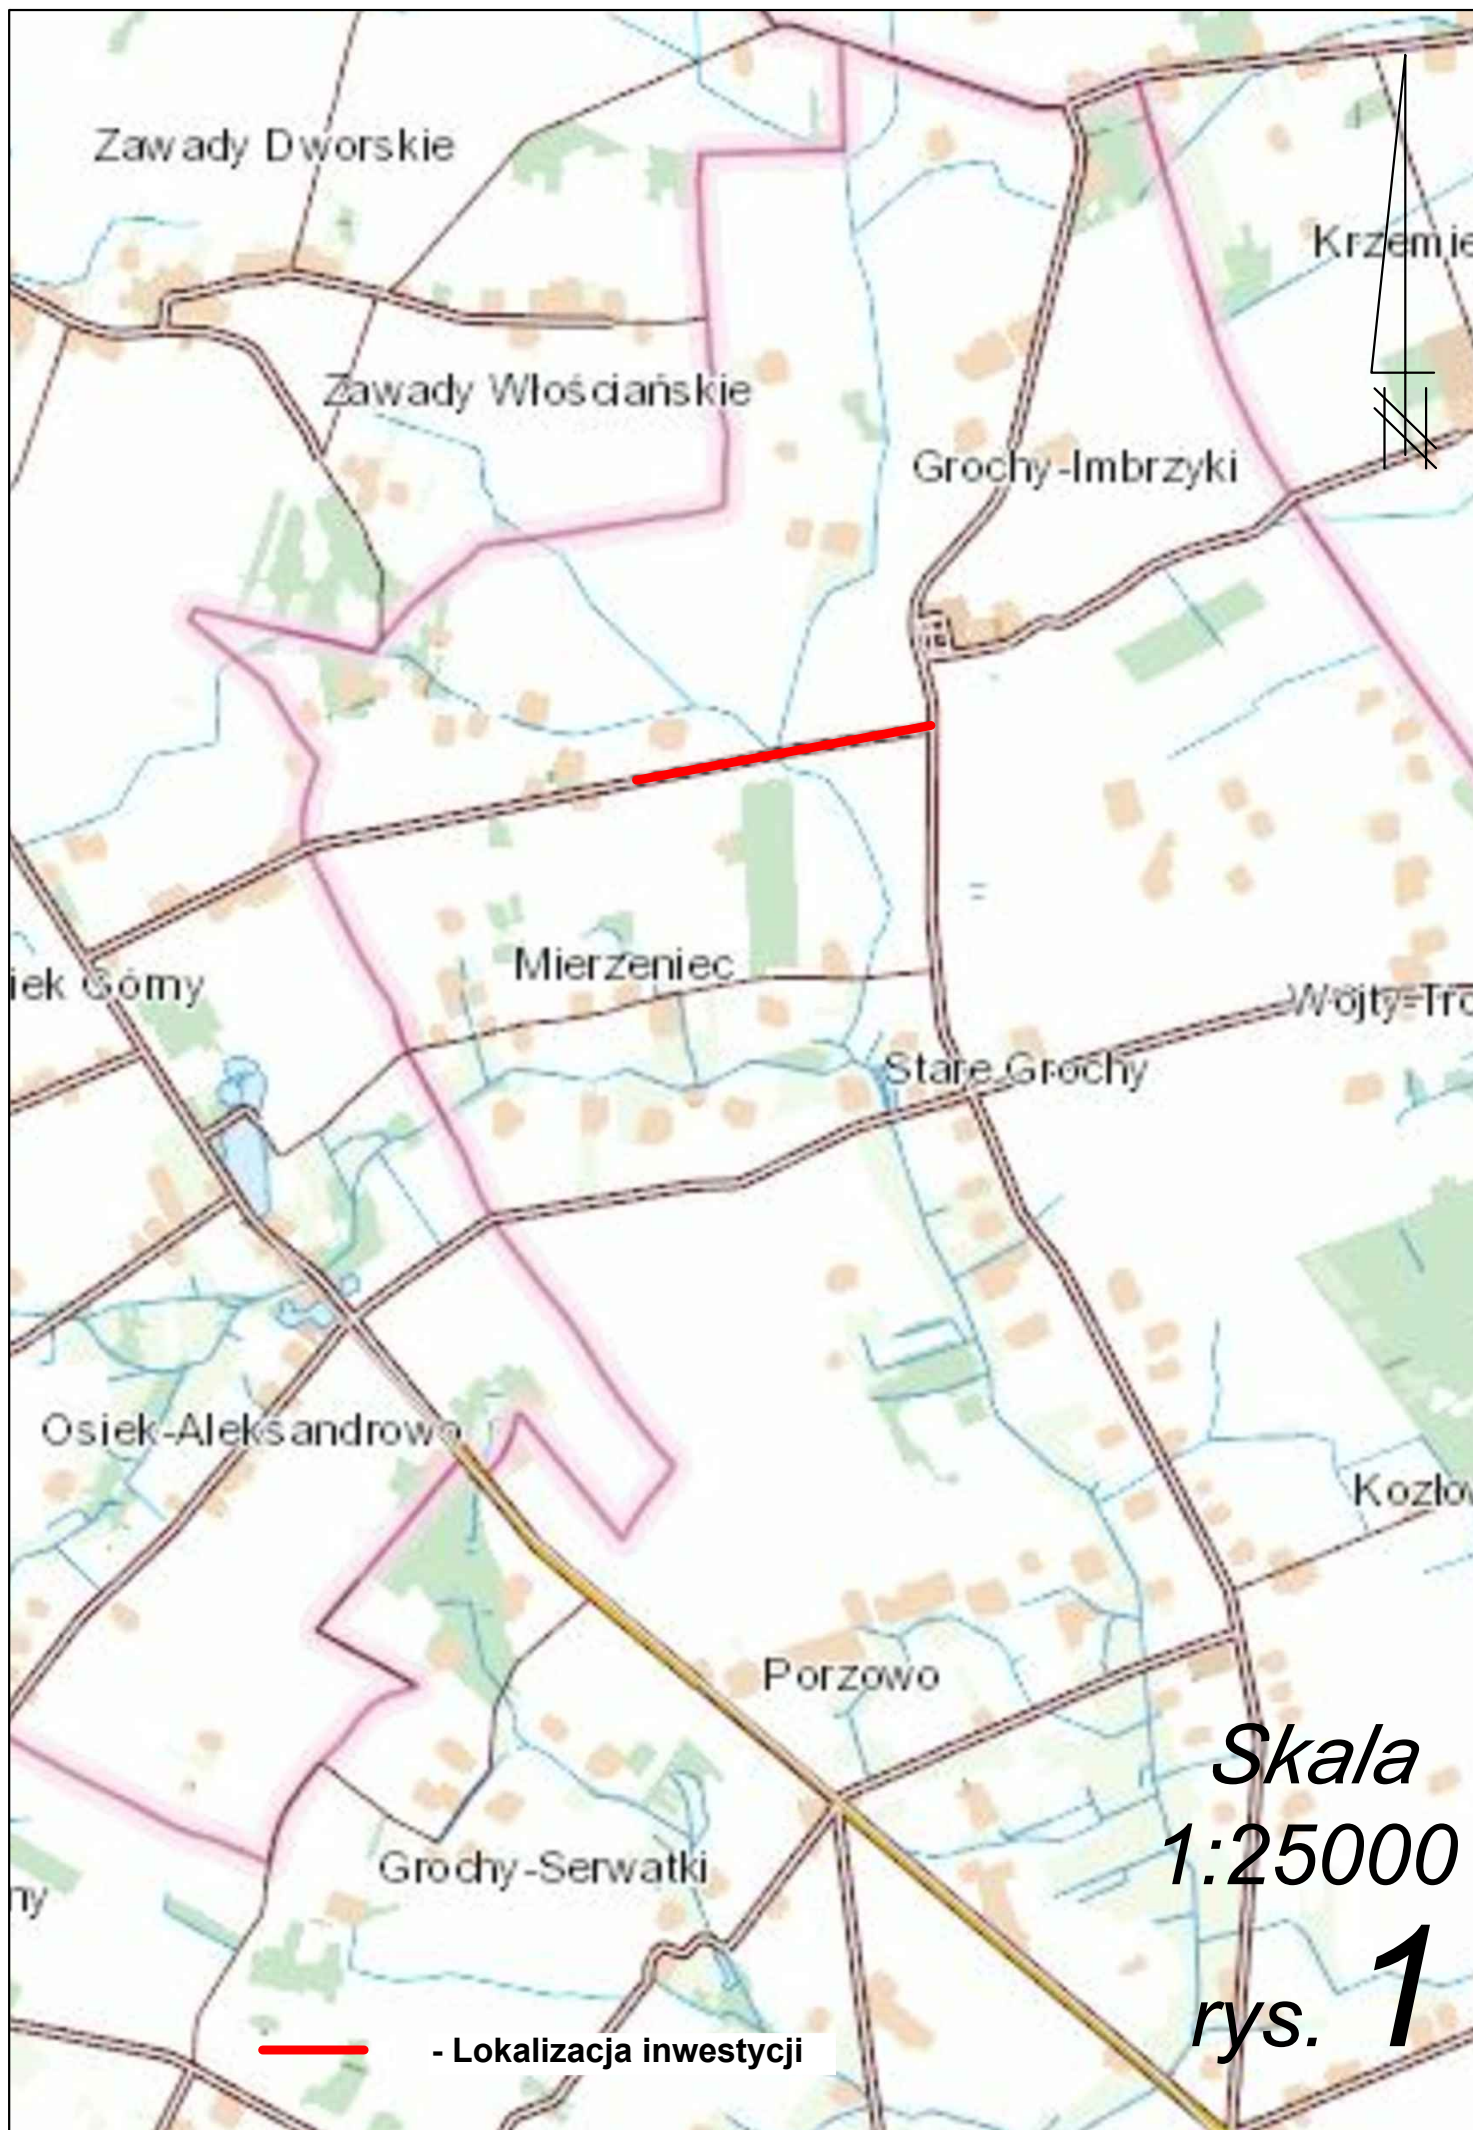 Zawady Dworskie
Krzemie
Zawady Włościańskie
Grochy-Imbrzyki
N
Mierzeniec
iek Górny
Wójty-Tro
Stare Grochy
Osiek-Aleksandrowo
Kozłow
Porzowo
Skala
1:25000
Grochy-Serwatki
ny
rys. 1
- Lokalizacja inwestycji